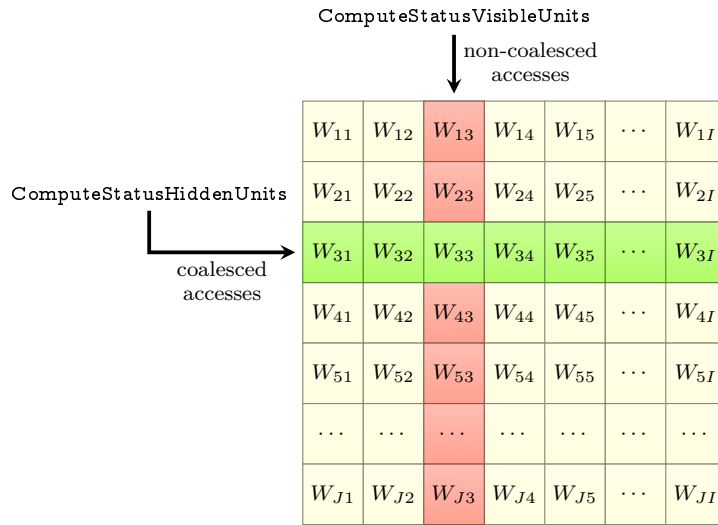 ComputeStatusVisibleUnits
non-coalesced
accesses
ComputeStatusHiddenUnits
coalesced
accesses
W₁₁ W₁₂ W₁₃ W₁₄ W₁₅ ⋯ W₁I
W₂₁ W₂₂ W₂₃ W₂₄ W₂₅ ⋯ W₂I
W₃₁ W₃₂ W₃₃ W₃₄ W₃₅ ⋯ W₃I
W₄₁ W₄₂ W₄₃ W₄₄ W₄₅ ⋯ W₄I
W₅₁ W₅₂ W₅₃ W₅₄ W₅₅ ⋯ W₅I
⋯ ⋯ ⋯ ⋯ ⋯ ⋯ ⋯
WJ₁ WJ₂ WJ₃ WJ₄ WJ₅ ⋯ WJI